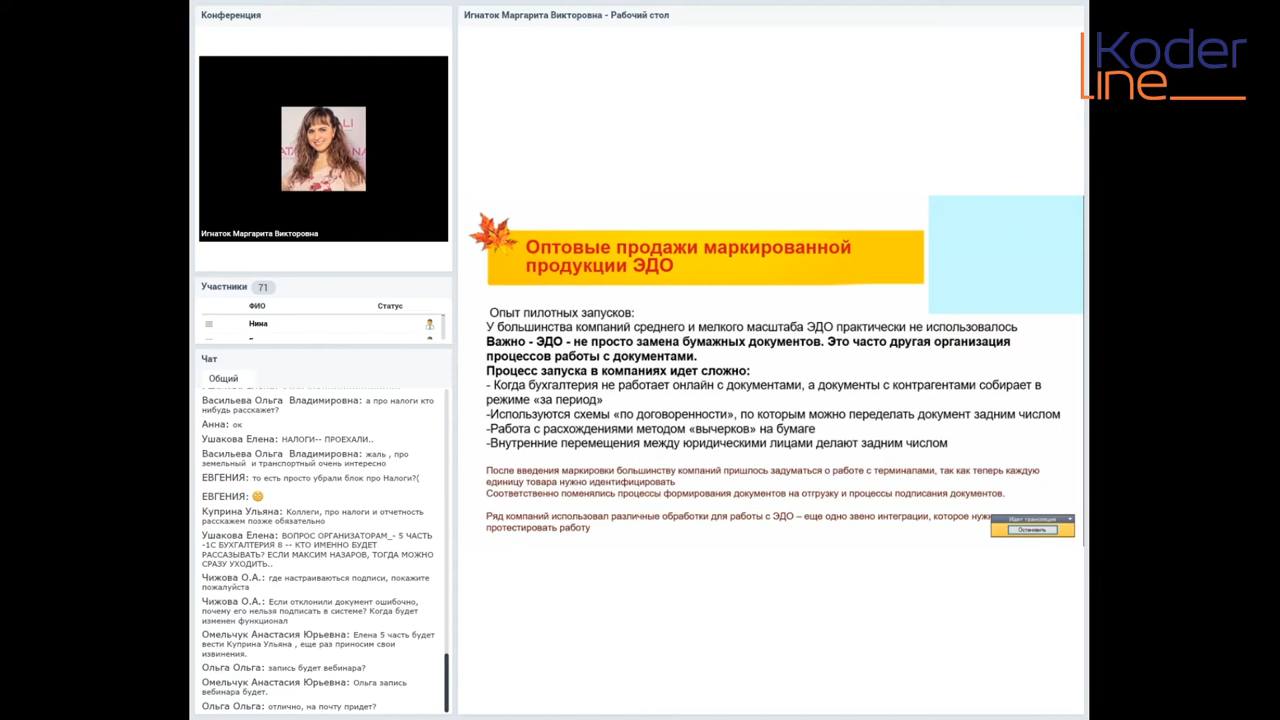 Конференция
Игнаток Маргарита Викторовна - Рабочий стол
Koder
Line
Игнаток Маргарита Викторовна
Участники 71
ФИО Статус
Нина
Чат
Общий
Васильева Ольга Владимировна: а про налоги кто
нибудь расскажет?
Анна: ок
Ушакова Елена: НАЛОГИ-- ПРОЕХАЛИ..
Васильева Ольга Владимировна: жаль , про
земельный и транспортный очень интересно
ЕВГЕНИЯ: то есть просто убрали блок про Налоги?(
ЕВГЕНИЯ:
Куприна Ульяна: Коллеги, про налоги и отчетность
расскажем позже обязательно
Ушакова Елена: ВОПРОС ОРГАНИЗАТОРАМ_- 5 ЧАСТЬ
-1С БУХГАЛТЕРИЯ 8 -- КТО ИМЕННО БУДЕТ
РАССАЗЫВАТЬ? ЕСЛИ МАКСИМ НАЗАРОВ, ТОГДА МОЖНО
СРАЗУ УХОДИТЬ..
Чижова О.А.: где настраиваються подписи, покажите
пожалуйста
Чижова О.А.: Если отклонили документ ошибочно,
почему его нельзя подписать в системе? Когда будет
изменен функционал
Омельчук Анастасия Юрьевна: Елена 5 часть будет
вести Куприна Ульяна , еще раз приносим свои
извинения.
Ольга Ольга: запись будет вебинара?
Омельчук Анастасия Юрьевна: Ольга запись
вебинара будет.
Ольга Ольга: отлично, на почту придет?
Оптовые продажи маркированной
продукции ЭДО
Опыт пилотных запусков:
У большинства компаний среднего и мелкого масштаба ЭДО практически не использовалось
Важно - ЭДО - не просто замена бумажных документов. Это часто другая организация
процессов работы с документами.
Процесс запуска в компаниях идет сложно:
- Когда бухгалтерия не работает онлайн с документами, а документы с контрагентами собирает в
режиме «за период»
-Используются схемы «по договоренности», по которым можно переделать документ задним числом
-Работа с расхождениями методом «вычерков» на бумаге
-Внутренние перемещения между юридическими лицами делают задним числом
После введения маркировки большинству компаний пришлось задуматься о работе с терминалами, так как теперь каждую
единицу товара нужно идентифицировать
Соответственно поменялись процессы формирования документов на отгрузку и процессы подписания документов.
Ряд компаний использовал различные обработки для работы с ЭДО – еще одно звено интеграции, которое
протестировать работу
Идет трансляция
Остановить